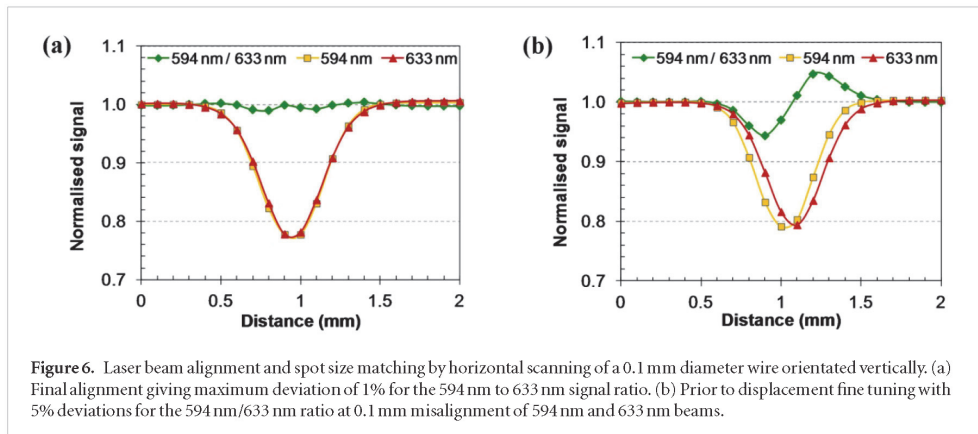 (a)
1.1
1.0
0.9
0.8
0.7
Normalised signal
594 nm / 633 nm 594 nm 633 nm
0 0.5 1 1.5 2
Distance (mm)
(b)
1.1
1.0
0.9
0.8
0.7
Normalised signal
594 nm / 633 nm 594 nm 633 nm
0 0.5 1 1.5 2
Distance (mm)
Figure 6. Laser beam alignment and spot size matching by horizontal scanning of a 0.1 mm diameter wire orientated vertically. (a)
Final alignment giving maximum deviation of 1% for the 594 nm to 633 nm signal ratio. (b) Prior to displacement fine tuning with
5% deviations for the 594 nm/633 nm ratio at 0.1 mm misalignment of 594 nm and 633 nm beams.